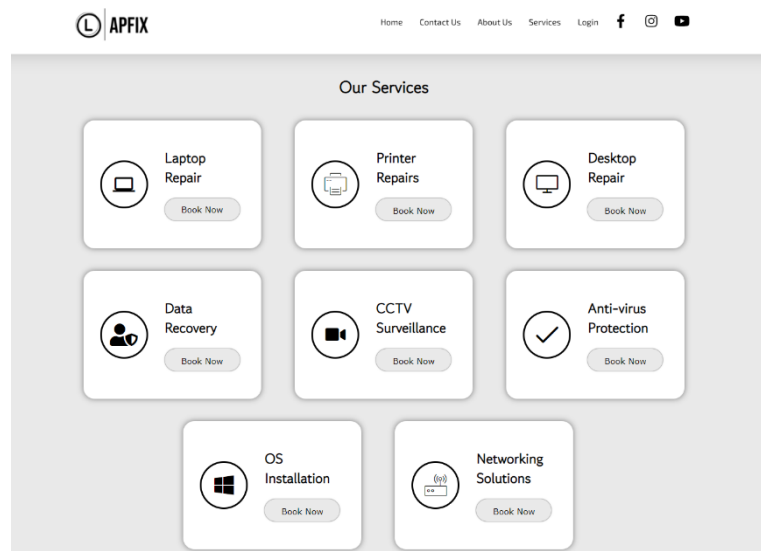 L APFIX
Home Contact Us About Us Services Login
Our Services
Laptop
Repair
Book Now
Printer
Repairs
Book Now
Desktop
Repair
Book Now
Data
Recovery
Book Now
CCTV
Surveillance
Book Now
Anti-virus
Protection
Book Now
OS
Installation
Book Now
Networking
Solutions
Book Now